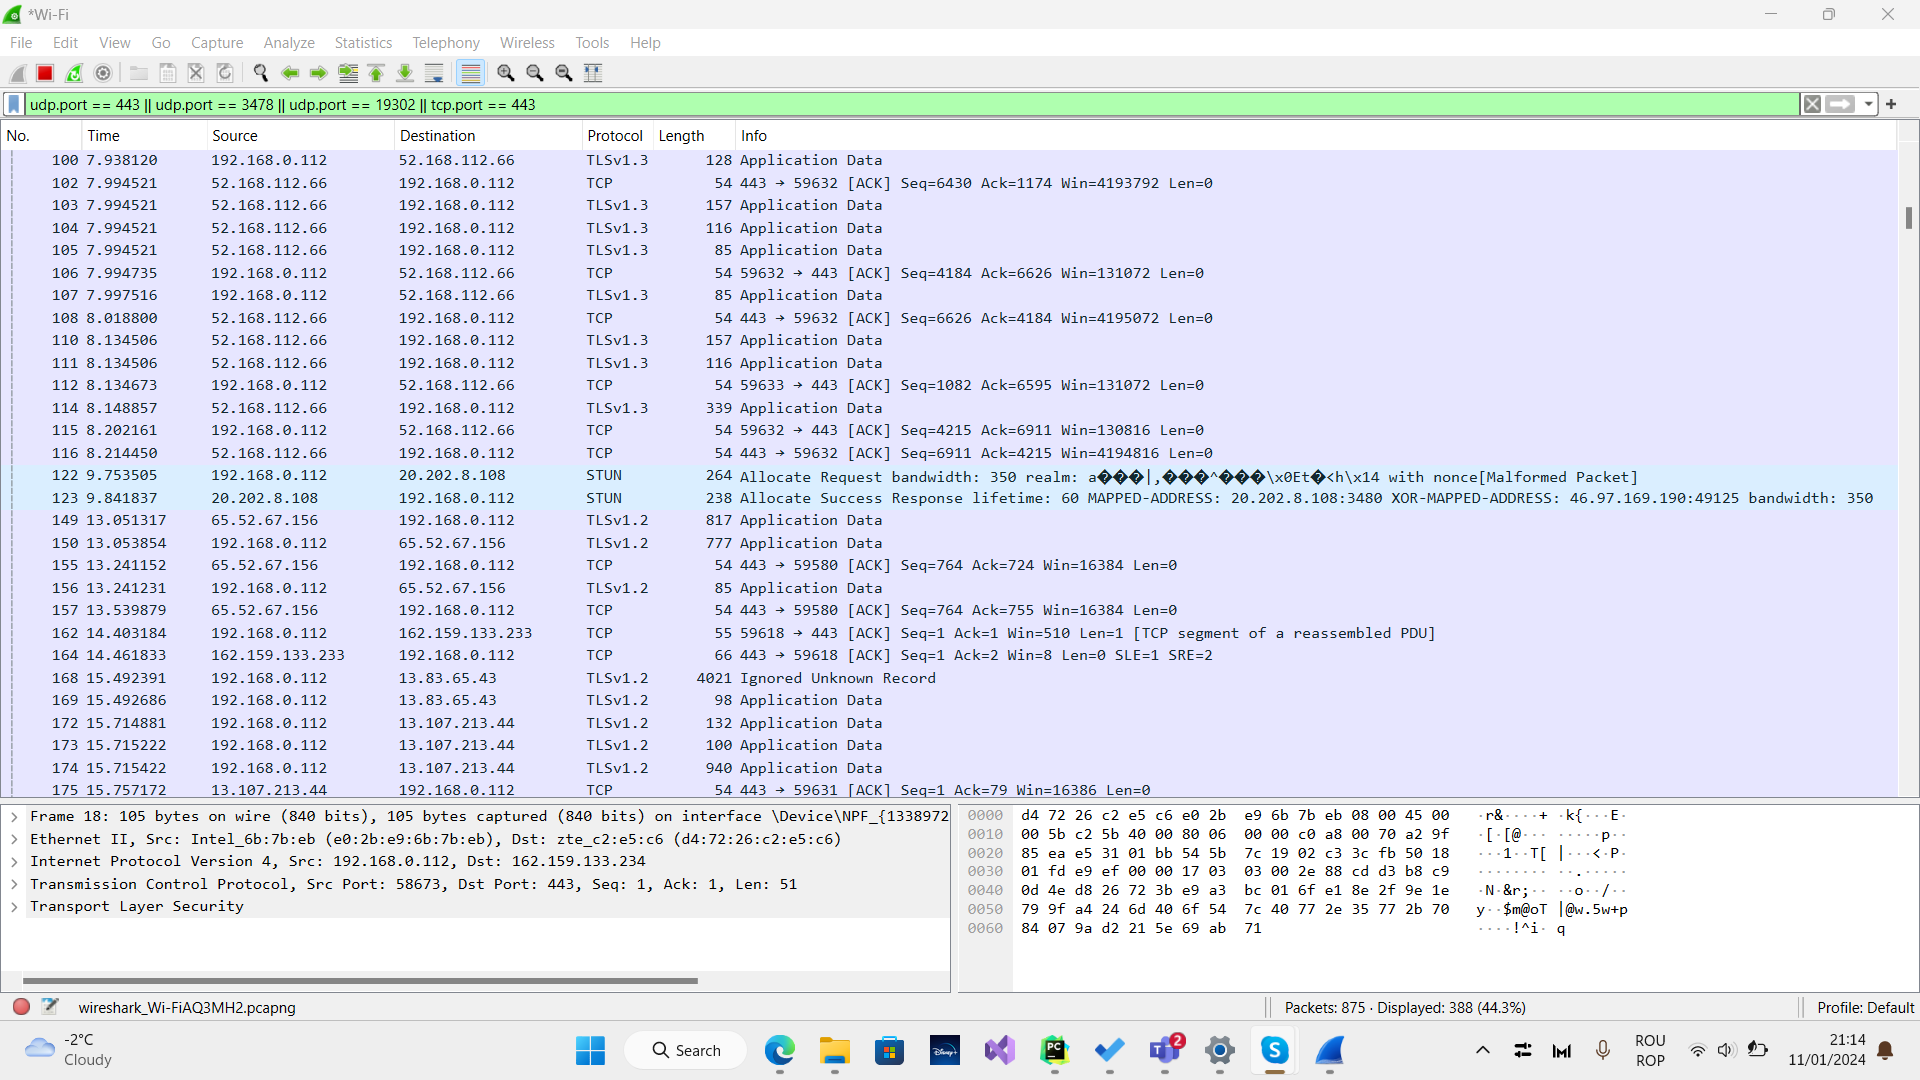 *Wi-Fi
File Edit View Go Capture Analyze Statistics Telephony Wireless Tools Help
udp.port == 443 || udp.port == 3478 || udp.port == 19302 || tcp.port == 443
No. Time Source Destination Protocol Length Info
100 7.938120 192.168.0.112 52.168.112.66 TLSv1.3 128 Application Data
102 7.994521 52.168.112.66 192.168.0.112 TCP 54 443 → 59632 [ACK] Seq=6430 Ack=1174 Win=4193792 Len=0
103 7.994521 52.168.112.66 192.168.0.112 TLSv1.3 157 Application Data
104 7.994521 52.168.112.66 192.168.0.112 TLSv1.3 116 Application Data
105 7.994521 52.168.112.66 192.168.0.112 TLSv1.3 85 Application Data
106 7.994735 192.168.0.112 52.168.112.66 TCP 54 59632 → 443 [ACK] Seq=4184 Ack=6626 Win=131072 Len=0
107 7.997516 192.168.0.112 52.168.112.66 TLSv1.3 85 Application Data
108 8.018800 52.168.112.66 192.168.0.112 TCP 54 443 → 59632 [ACK] Seq=6626 Ack=4184 Win=4195072 Len=0
110 8.134506 52.168.112.66 192.168.0.112 TLSv1.3 157 Application Data
111 8.134506 52.168.112.66 192.168.0.112 TLSv1.3 116 Application Data
112 8.134673 192.168.0.112 52.168.112.66 TCP 54 59633 → 443 [ACK] Seq=1082 Ack=6595 Win=131072 Len=0
114 8.148857 52.168.112.66 192.168.0.112 TLSv1.3 339 Application Data
115 8.202161 192.168.0.112 52.168.112.66 TCP 54 59632 → 443 [ACK] Seq=4215 Ack=6911 Win=130816 Len=0
116 8.214450 52.168.112.66 192.168.0.112 TCP 54 443 → 59632 [ACK] Seq=6911 Ack=4215 Win=4194816 Len=0
122 9.753505 192.168.0.112 20.202.8.108 STUN 264 Allocate Request bandwidth: 350 realm: a���|,���^���\x0Et�<h\x14 with nonce[Malformed Packet]
123 9.841837 20.202.8.108 192.168.0.112 STUN 238 Allocate Success Response lifetime: 60 MAPPED-ADDRESS: 20.202.8.108:3480 XOR-MAPPED-ADDRESS: 46.97.169.190:49125 bandwidth: 350
149 13.051317 65.52.67.156 192.168.0.112 TLSv1.2 817 Application Data
150 13.053854 192.168.0.112 65.52.67.156 TLSv1.2 777 Application Data
155 13.241152 65.52.67.156 192.168.0.112 TCP 54 443 → 59580 [ACK] Seq=764 Ack=724 Win=16384 Len=0
156 13.241231 192.168.0.112 65.52.67.156 TLSv1.2 85 Application Data
157 13.539879 65.52.67.156 192.168.0.112 TCP 54 443 → 59580 [ACK] Seq=764 Ack=755 Win=16384 Len=0
162 14.403184 192.168.0.112 162.159.133.233 TCP 55 59618 → 443 [ACK] Seq=1 Ack=1 Win=510 Len=1 [TCP segment of a reassembled PDU]
164 14.461833 162.159.133.233 192.168.0.112 TCP 66 443 → 59618 [ACK] Seq=1 Ack=2 Win=8 Len=0 SLE=1 SRE=2
168 15.492391 192.168.0.112 13.83.65.43 TLSv1.2 4021 Ignored Unknown Record
169 15.492686 192.168.0.112 13.83.65.43 TLSv1.2 98 Application Data
172 15.714881 192.168.0.112 13.107.213.44 TLSv1.2 132 Application Data
173 15.715222 192.168.0.112 13.107.213.44 TLSv1.2 100 Application Data
174 15.715422 192.168.0.112 13.107.213.44 TLSv1.2 940 Application Data
175 15.757172 13.107.213.44 192.168.0.112 TCP 54 443 → 59631 [ACK] Seq=1 Ack=79 Win=16386 Len=0
Frame 18: 105 bytes on wire (840 bits), 105 bytes captured (840 bits) on interface \Device\NPF_{1338972
Ethernet II, Src: Intel_6b:7b:eb (e0:2b:e9:6b:7b:eb), Dst: zte_c2:e5:c6 (d4:72:26:c2:e5:c6)
Internet Protocol Version 4, Src: 192.168.0.112, Dst: 162.159.133.234
Transmission Control Protocol, Src Port: 58673, Dst Port: 443, Seq: 1, Ack: 1, Len: 51
Transport Layer Security
0000 d4 72 26 c2 e5 c6 e0 2b e9 6b 7b eb 08 00 45 00 ·r&····+ ·k{···E·
0010 00 5b c2 5b 40 00 80 06 00 00 c0 a8 00 70 a2 9f ·[·[@··· ·····p··
0020 85 ea e5 31 01 bb 54 5b 7c 19 02 c3 3c fb 50 18 ···1··T[ |···<·P·
0030 01 fd e9 ef 00 00 17 03 03 00 2e 88 cd d3 b8 c9 ········ ··.·····
0040 0d 4e d8 26 72 3b e9 a3 bc 01 6f e1 8e 2f 9e 1e ·N·&r;·· ··o··/··
0050 79 9f a4 24 6d 40 6f 54 7c 40 77 2e 35 77 2b 70 y··$m@oT |@w.5w+p
0060 84 07 9a d2 21 5e 69 ab 71 ····!^i· q
wireshark_Wi-FiAQ3MH2.pcapng Packets: 875 · Displayed: 388 (44.3%) Profile: Default
-2°C
Cloudy
Search
Disney+
PC
2
ROU
ROP
21:14
11/01/2024